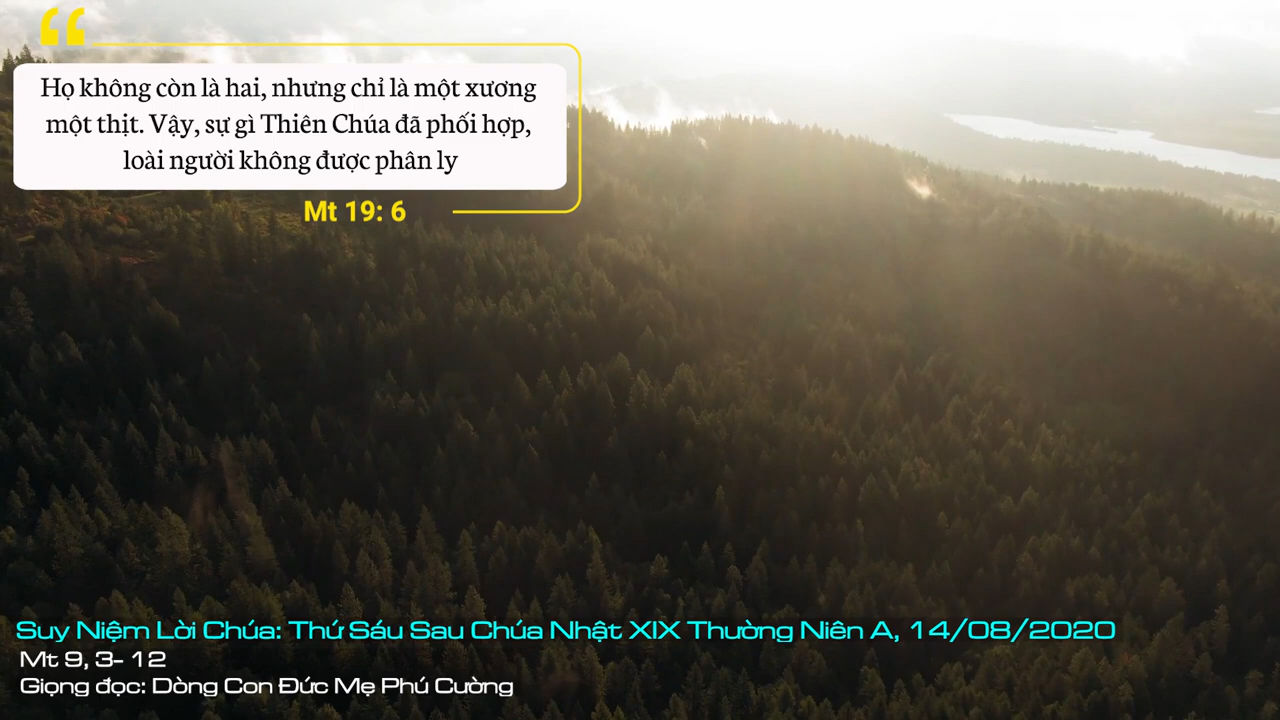 Họ không còn là hai, nhưng chỉ là một xương
một thịt. Vậy, sự gì Thiên Chúa đã phối hợp,
loài người không được phân ly
Mt 19: 6
Suy Niệm Lời Chúa: Thứ Sáu Sau Chúa Nhật XIX Thường Niên A, 14/08/2020
Mt 9, 3- 12
Giọng đọc: Dòng Con Đức Mẹ Phú Cường